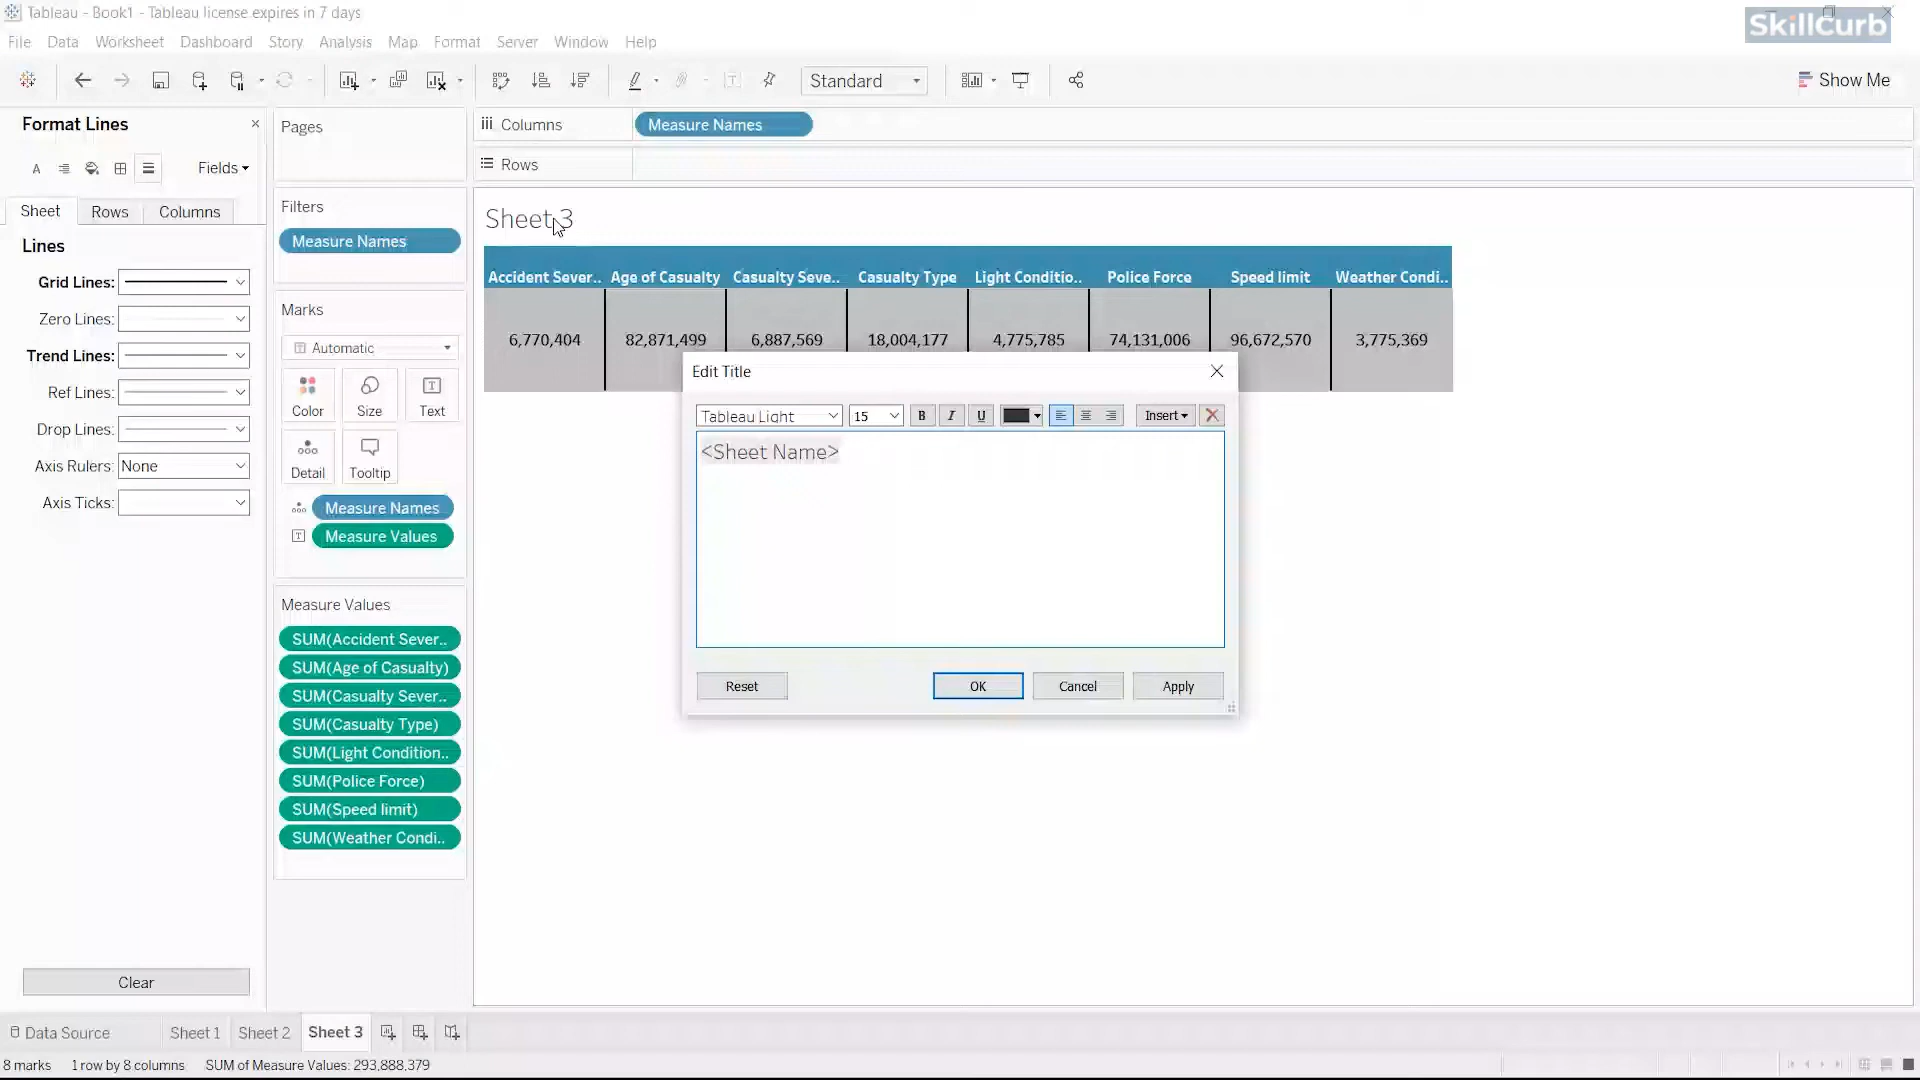 Tableau - Book1 - Tableau license expires in 7 days
SkillCurb
File Data Worksheet Dashboard Story Analysis Map Format Server Window Help
Standard
Show Me
Format Lines
Fields
Sheet Rows Columns
Lines
Grid Lines:
Zero Lines:
Trend Lines:
Ref Lines:
Drop Lines:
Axis Rulers: None
Axis Ticks:
Clear
Pages
Filters
Measure Names
Marks
Automatic
Color Size Text
Detail Tooltip
Measure Names
Measure Values
Measure Values
SUM(Accident Sever..
SUM(Age of Casualty)
SUM(Casualty Sever..
SUM(Casualty Type)
SUM(Light Condition..
SUM(Police Force)
SUM(Speed limit)
SUM(Weather Condi..
Columns Measure Names
Rows
Sheet 3
Accident Sever.. Age of Casualty Casualty Seve.. Casualty Type Light Conditio.. Police Force Speed limit Weather Condi..
6,770,404 82,871,499 6,887,569 18,004,177 4,775,785 74,131,006 96,672,570 3,775,369
Edit Title
Tableau Light 15 B I U Insert
<Sheet Name>
Reset OK Cancel Apply
Data Source Sheet 1 Sheet 2 Sheet 3
8 marks 1 row by 8 columns SUM of Measure Values: 293,888,379